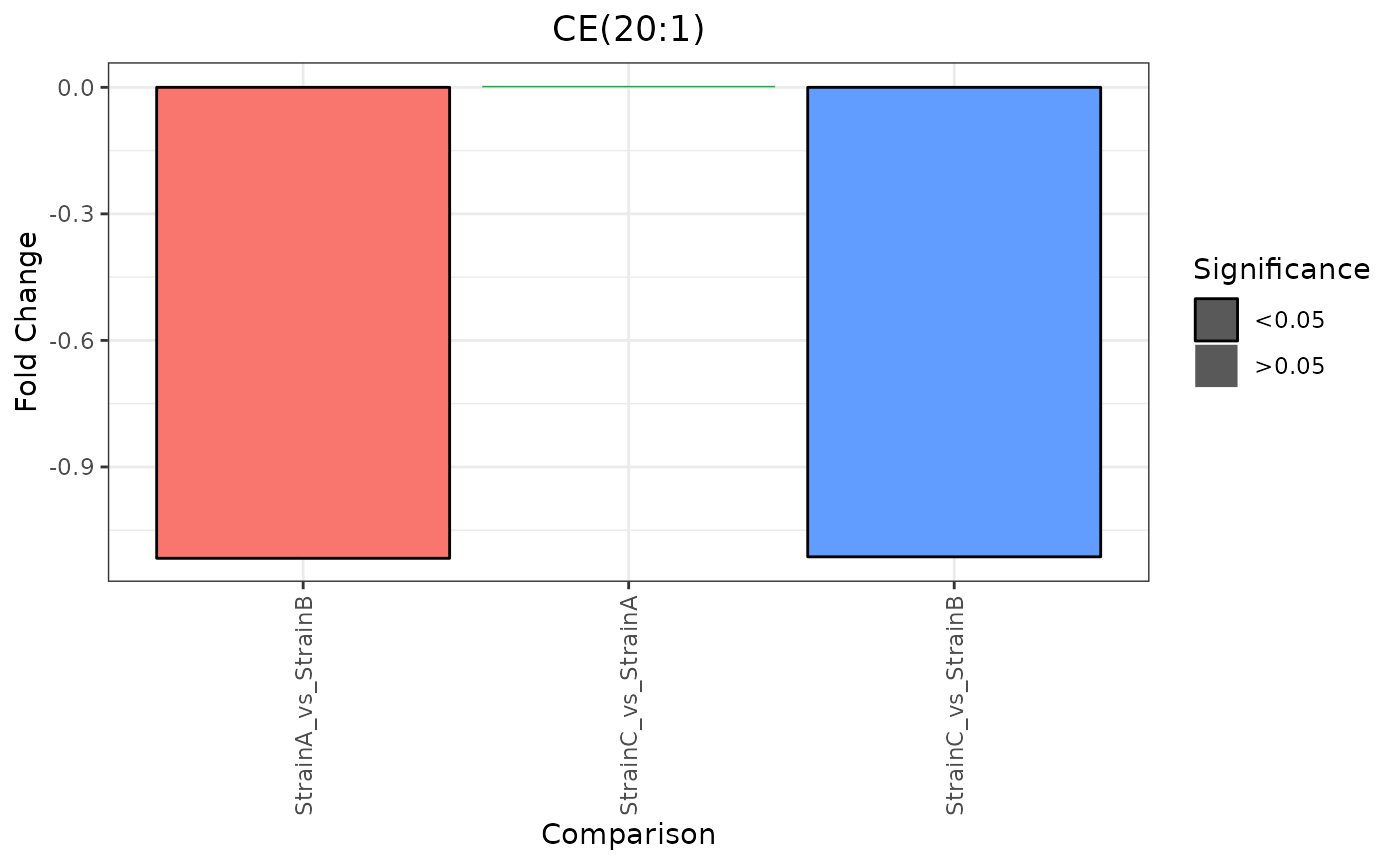 CE(20:1)
Fold Change
0.0
-0.3
-0.6
-0.9
StrainA_vs_StrainB
StrainC_vs_StrainA
StrainC_vs_StrainB
Comparison
Significance
<0.05
>0.05